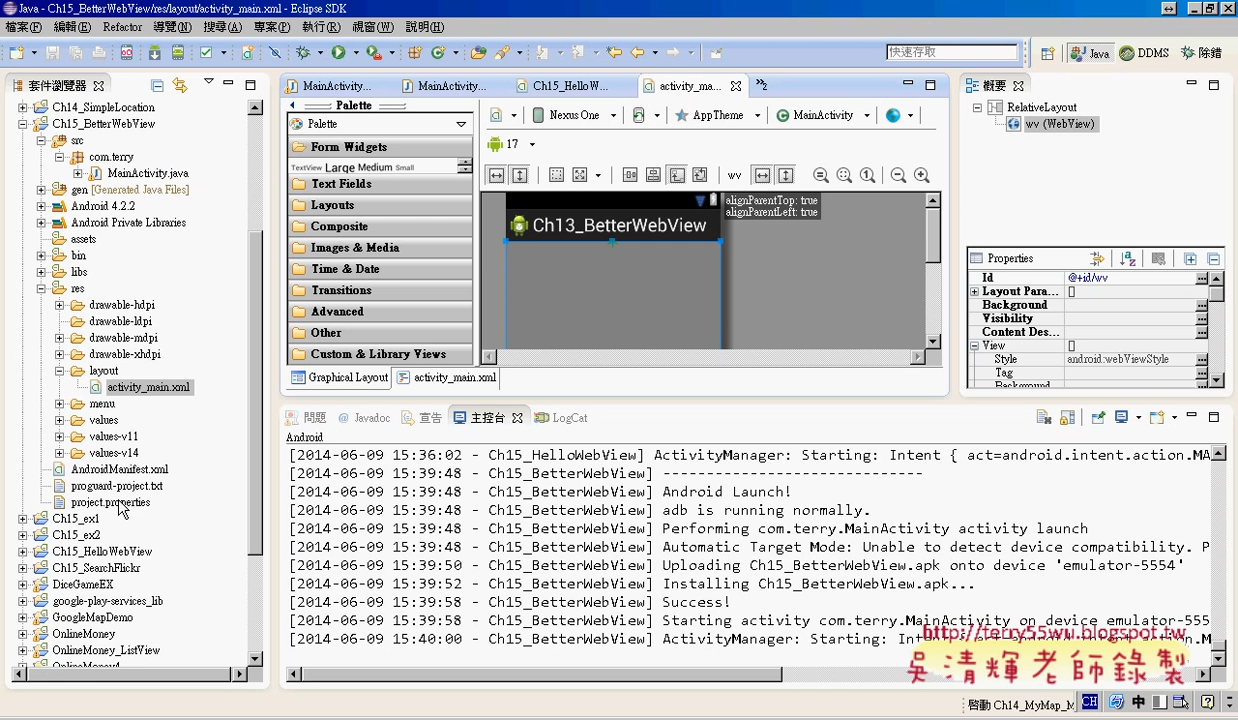 Java - Ch15_BetterWebView/res/layout/activity_main.xml - Eclipse SDK
檔案(F) 編輯(E) Refactor 導覽(N) 搜尋(A) 專案(P) 執行(R) 視窗(W) 說明(H)
快速存取 Java DDMS 除錯
套件瀏覽器
Ch14_SimpleLocation
Ch15_BetterWebView
src
com.terry
MainActivity.java
gen [Generated Java Files]
Android 4.2.2
Android Private Libraries
assets
bin
libs
res
drawable-hdpi
drawable-ldpi
drawable-mdpi
drawable-xhdpi
layout
activity_main.xml
menu
values
values-v11
values-v14
AndroidManifest.xml
proguard-project.txt
project.properties
Ch15_ex1
Ch15_ex2
Ch15_HelloWebView
Ch15_SearchFlickr
DiceGameEX
google-play-services_lib
GoogleMapDemo
OnlineMoney
OnlineMoney_ListView
OnlineMoney4
MainActivity... MainActivity... Ch15_HelloW... activity_ma...
Palette
Palette
Form Widgets
TextView Large Medium Small
Text Fields
Layouts
Composite
Images & Media
Time & Date
Transitions
Advanced
Other
Custom & Library Views
Graphical Layout activity_main.xml
Nexus One AppTheme MainActivity
17
wv
alignParentTop: true
alignParentLeft: true
Ch13_BetterWebView
概要
RelativeLayout
wv (WebView)
Properties
Id @+id/wv
Layout Para... []
Background
Visibility
Content Des...
View []
Style android:webViewStyle
Tag
Background
問題 Javadoc 宣告 主控台 LogCat
Android
[2014-06-09 15:36:02 - Ch15_HelloWebView] ActivityManager: Starting: Intent { act=android.intent.action.MA
[2014-06-09 15:39:48 - Ch15_BetterWebView] ------------------------------
[2014-06-09 15:39:48 - Ch15_BetterWebView] Android Launch!
[2014-06-09 15:39:48 - Ch15_BetterWebView] adb is running normally.
[2014-06-09 15:39:48 - Ch15_BetterWebView] Performing com.terry.MainActivity activity launch
[2014-06-09 15:39:48 - Ch15_BetterWebView] Automatic Target Mode: Unable to detect device compatibility. P
[2014-06-09 15:39:50 - Ch15_BetterWebView] Uploading Ch15_BetterWebView.apk onto device 'emulator-5554'
[2014-06-09 15:39:52 - Ch15_BetterWebView] Installing Ch15_BetterWebView.apk...
[2014-06-09 15:39:58 - Ch15_BetterWebView] Success!
[2014-06-09 15:39:58 - Ch15_BetterWebView] Starting activity com.terry.MainActivity on device emulator-555
[2014-06-09 15:40:00 - Ch15_BetterWebView] ActivityManager: Starting: Inte
http://terry55wu.blogspot.tw
吳清輝老師錄製
啟動 Ch14_MyMap_M
CH 中